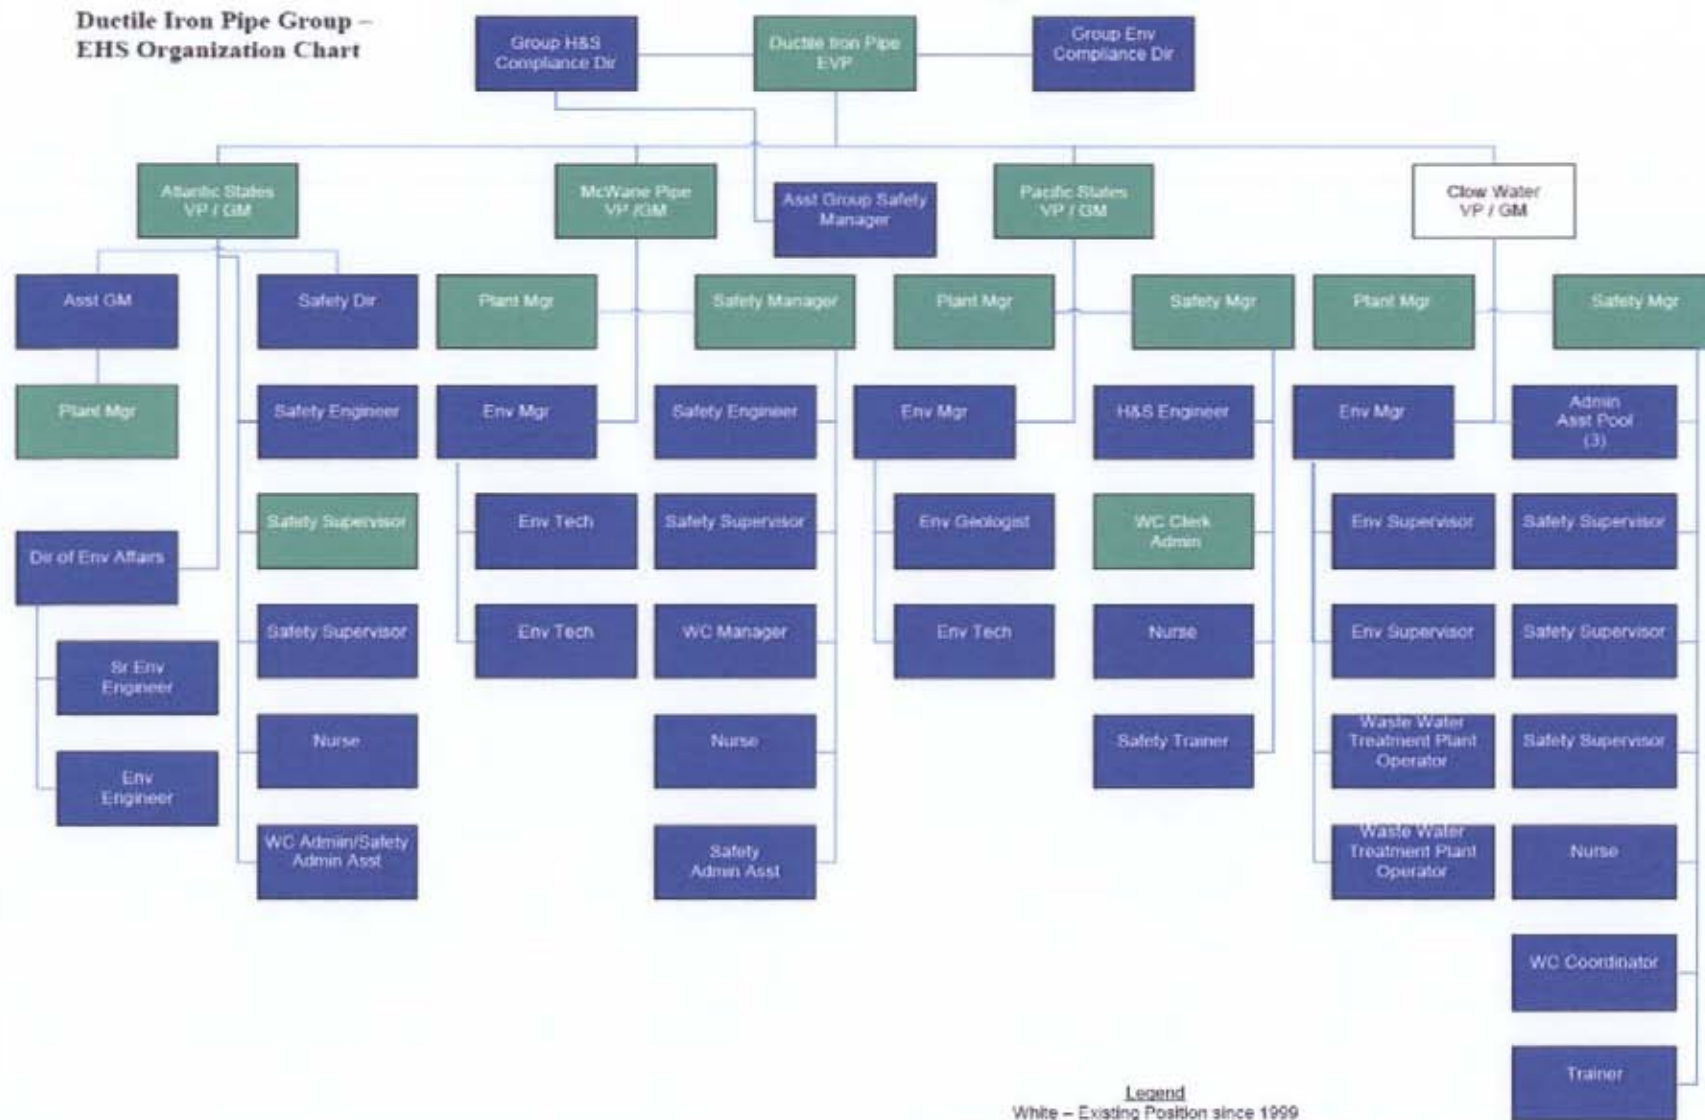 Ductile Iron Pipe Group –
EHS Organization Chart
Group H&S
Compliance Dir
Ductile Iron Pipe
EVP
Group Env
Compliance Dir
Atlantic States
VP / GM
McWane Pipe
VP /GM
Asst Group Safety
Manager
Pacific States
VP / GM
Clow Water
VP / GM
Asst GM
Safety Dir
Plant Mgr
Safety Manager
Plant Mgr
Safety Mgr
Plant Mgr
Safety Mgr
Plant Mgr
Safety Engineer
Env Mgr
Safety Engineer
Env Mgr
H&S Engineer
Env Mgr
Admin
Asst Pool
(3)
Safety Supervisor
Env Tech
Safety Supervisor
Env Geologist
WC Clerk
Admin
Env Supervisor
Safety Supervisor
Dir of Env Affairs
Safety Supervisor
Env Tech
WC Manager
Env Tech
Nurse
Env Supervisor
Safety Supervisor
Sr Env
Engineer
Nurse
Nurse
Safety Trainer
Waste Water
Treatment Plant
Operator
Safety Supervisor
Env
Engineer
WC Admiin/Safety
Admin Asst
Safety
Admin Asst
Waste Water
Treatment Plant
Operator
Nurse
WC Coordinator
Trainer
Legend
White – Existing Position since 1999